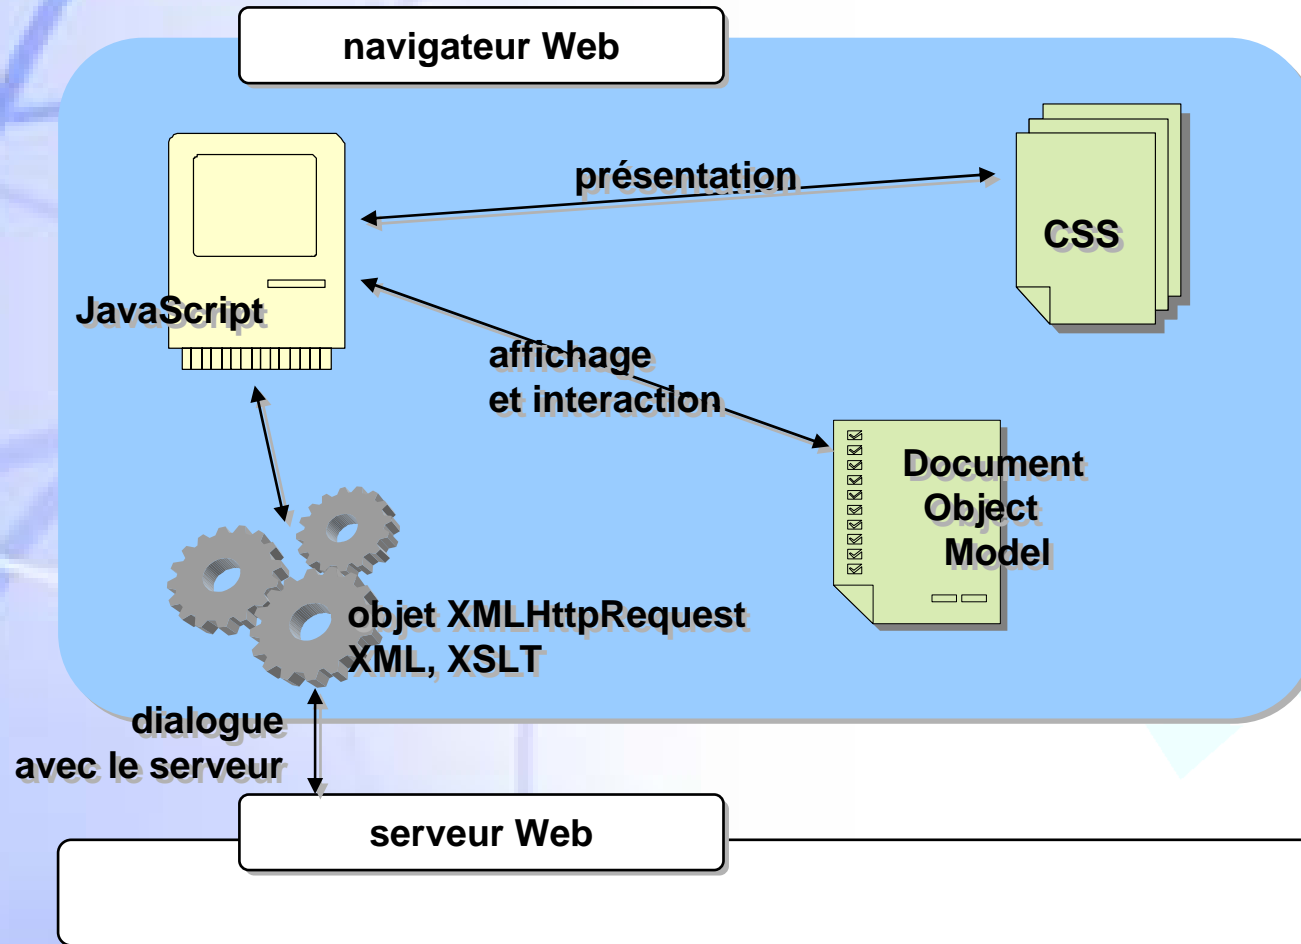 navigateur Web
présentation
CSS
JavaScript
affichage
et interaction
Document
Object
Model
objet XMLHttpRequest
XML, XSLT
dialogue
avec le serveur
serveur Web